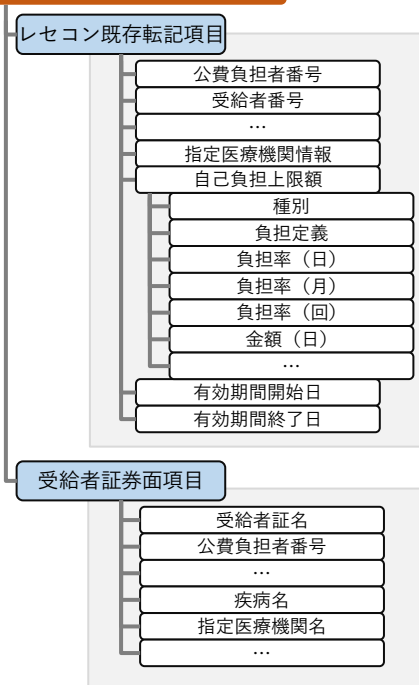 レセコン既存転記項目
公費負担者番号
受給者番号
…
指定医療機関情報
自己負担上限額
種別
負担定義
負担率（日）
負担率（月）
負担率（回）
金額（日）
…
有効期間開始日
有効期間終了日
受給者証券面項目
受給者証名
公費負担者番号
…
疾病名
指定医療機関名
…